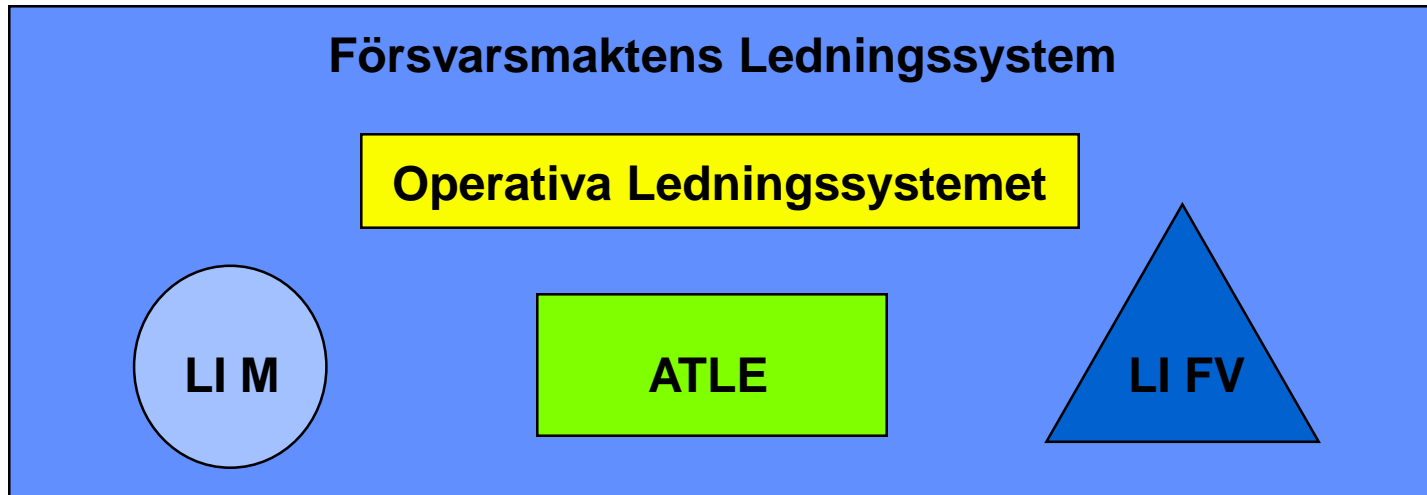 Försvarsmaktens Ledningssystem
Operativa Ledningssystemet
LI M
ATLE
LI FV